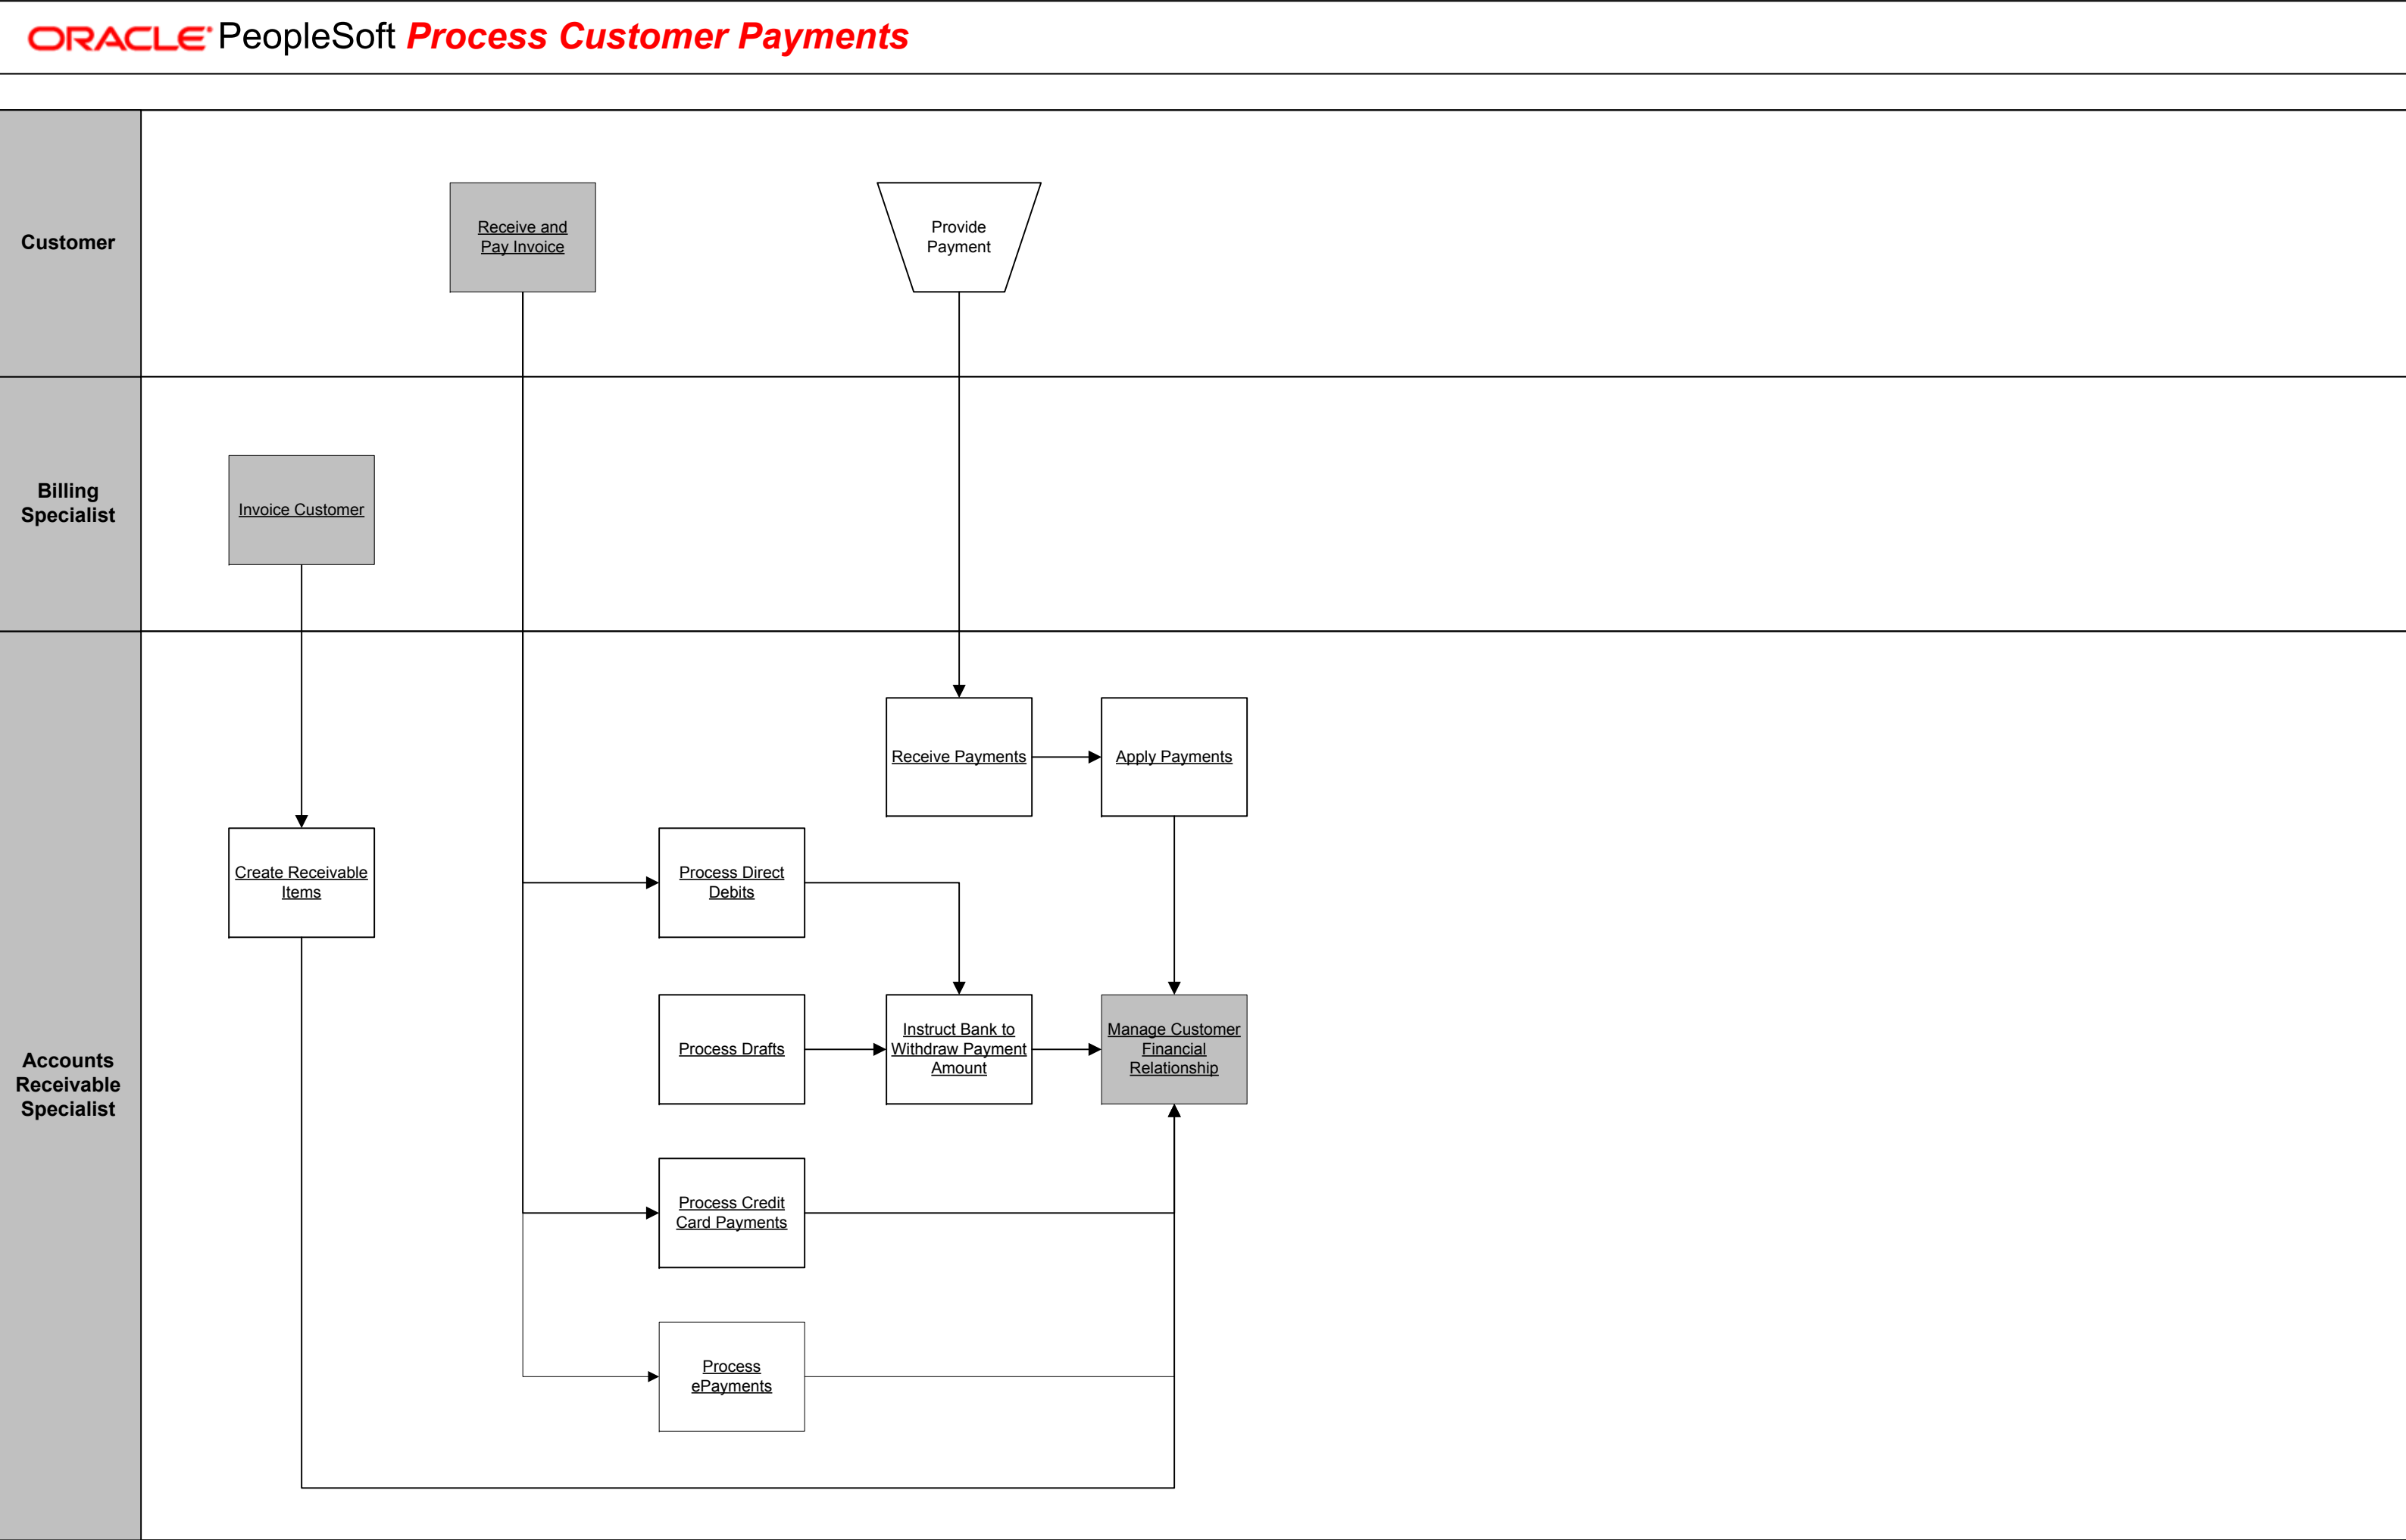 ORACLE PeopleSoft Process Customer Payments
Customer
Receive and
Pay Invoice
Provide
Payment
Billing
Specialist
Invoice Customer
Accounts
Receivable
Specialist
Receive Payments
Apply Payments
Create Receivable
Items
Process Direct
Debits
Process Drafts
Instruct Bank to
Withdraw Payment
Amount
Manage Customer
Financial
Relationship
Process Credit
Card Payments
Process
ePayments